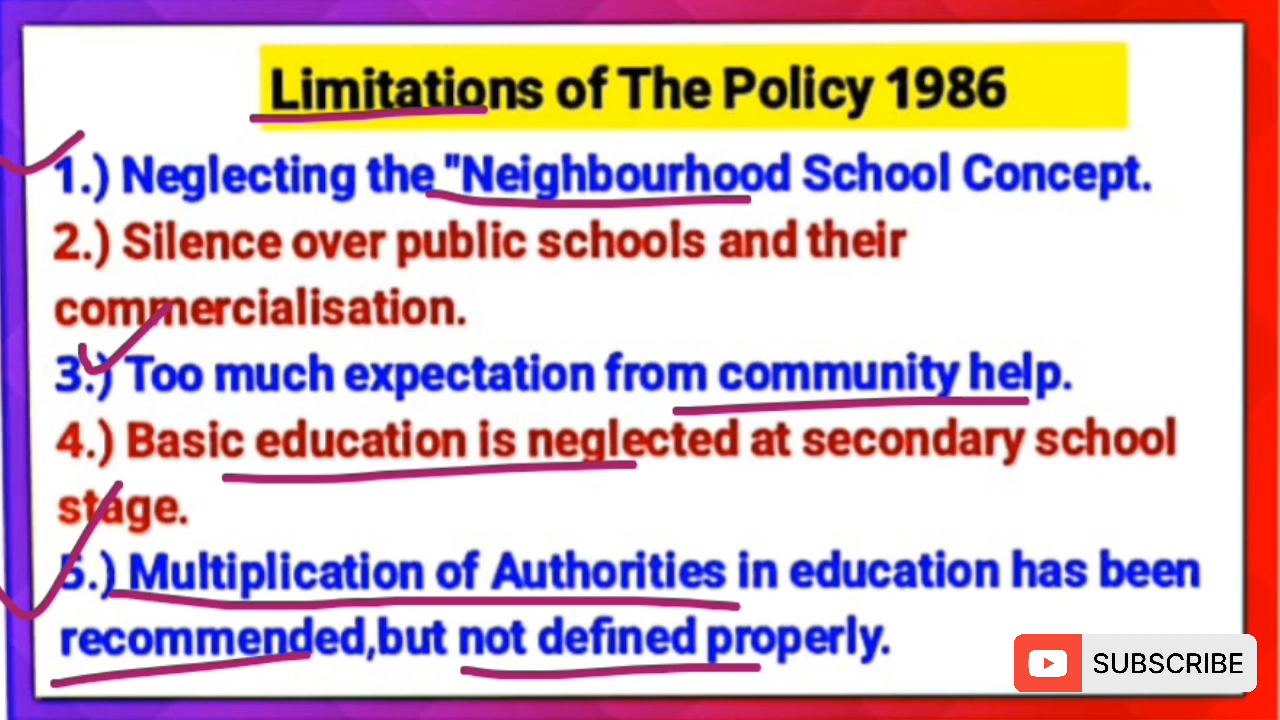 Limitations of The Policy 1986
1.) Neglecting the "Neighbourhood School Concept.
2.) Silence over public schools and their
commercialisation.
3.) Too much expectation from community help.
4.) Basic education is neglected at secondary school
stage.
5.) Multiplication of Authorities in education has been
recommended,but not defined properly.
SUBSCRIBE